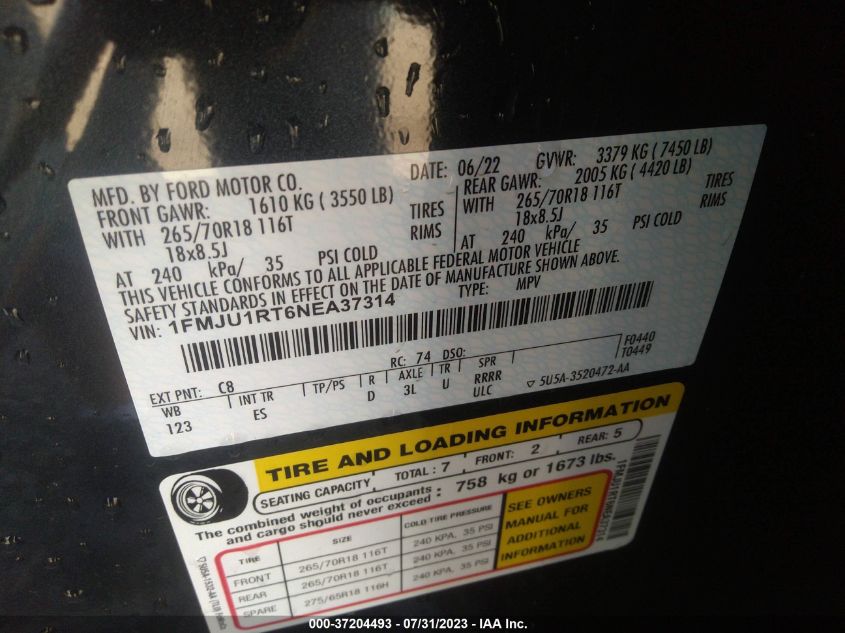 MFD. BY FORD MOTOR CO.
DATE: 06/22 GVWR: 3379 KG ( 7450 LB)
FRONT GAWR: 1610 KG ( 3550 LB)
REAR GAWR: 2005 KG ( 4420 LB)
WITH 265/70R18 116T TIRES
WITH 265/70R18 116T TIRES
18x8.5J RIMS
18x8.5J RIMS
AT 240 kPa/ 35 PSI COLD
AT 240 kPa/ 35 PSI COLD
THIS VEHICLE CONFORMS TO ALL APPLICABLE FEDERAL MOTOR VEHICLE
SAFETY STANDARDS IN EFFECT ON THE DATE OF MANUFACTURE SHOWN ABOVE.
VIN: 1FMJU1RT6NEA37314 TYPE: MPV
F0440
T0449
EXT PNT: C8 RC: 74 DSO:
WB INT TR TP/PS R AXLE TR SPR
123 ES D 3L U RRRR
ULC
▽ 5U5A-3520472-AA
TIRE AND LOADING INFORMATION
SEATING CAPACITY TOTAL : 7 FRONT: 2 REAR: 5
The combined weight of occupants
and cargo should never exceed : 758 kg or 1673 lbs.
TIRE SIZE COLD TIRE PRESSURE
FRONT 265/70R18 116T 240 KPA, 35 PSI
REAR 265/70R18 116T 240 KPA, 35 PSI
SPARE 275/65R18 116H 240 KPA, 35 PSI
SEE OWNERS
MANUAL FOR
ADDITIONAL
INFORMATION
000-37204493 - 07/31/2023 - IAA Inc.